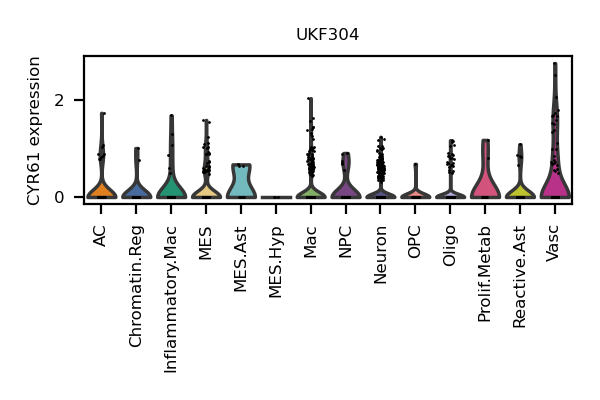 UKF304
CYR61 expression
2
0
AC
Chromatin.Reg
Inflammatory.Mac
MES
MES.Ast
MES.Hyp
Mac
NPC
Neuron
OPC
Oligo
Prolif.Metab
Reactive.Ast
Vasc